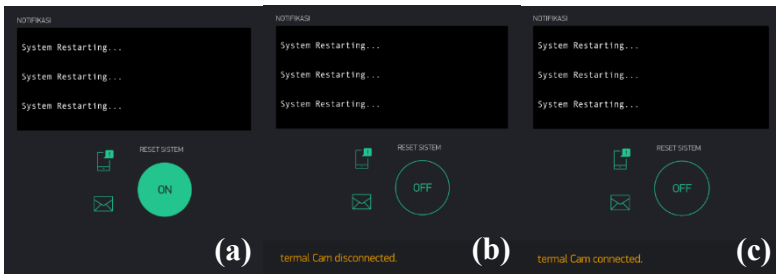 NOTIFIKASI
System Restarting...
System Restarting...
System Restarting...
RESET SISTEM
ON
(a)
NOTIFIKASI
System Restarting...
System Restarting...
System Restarting...
RESET SISTEM
OFF
termal Cam disconnected.
(b)
NOTIFIKASI
System Restarting...
System Restarting...
System Restarting...
RESET SISTEM
OFF
termal Cam connected.
(c)